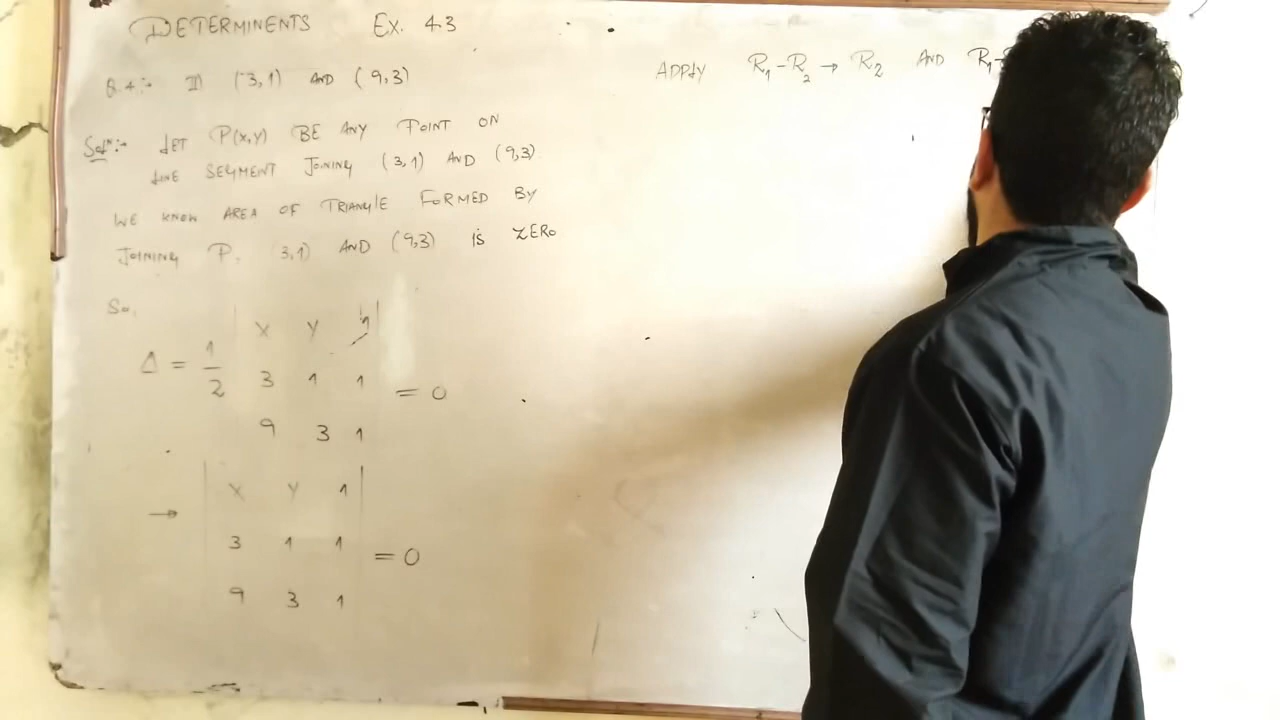 DETERMINENTS Ex. 4.3
Q.4:- II (3,1) AND (9,3)
Solⁿ:- LET P(x,y) BE ANY POINT ON
LINE SEGMENT JOINING (3,1) AND (9,3)
WE KNOW AREA OF TRIANGLE FORMED BY
JOINING P, (3,1) AND (9,3) IS ZERO
So,
Δ = 1/2 | x y 1 |
| 3 1 1 | = 0
| 9 3 1 |
→ | x y 1 |
| 3 1 1 | = 0
| 9 3 1 |
APPLY R₁-R₂ → R₂ AND R₁-